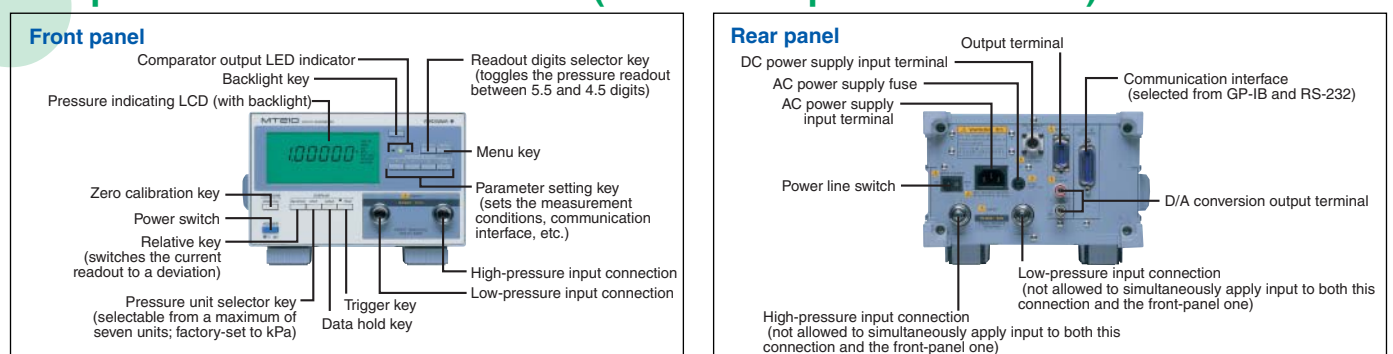 Front panel
Comparator output LED indicator
Backlight key
Pressure indicating LCD (with backlight)
Readout digits selector key
(toggles the pressure readout
between 5.5 and 4.5 digits)
MT210
YOKOGAWA
1.00000
Menu key
Zero calibration key
Power switch
Relative key
(switches the current
readout to a deviation)
Parameter setting key
(sets the measurement
conditions, communication
interface, etc.)
Pressure unit selector key
(selectable from a maximum of
seven units; factory-set to kPa)
Data hold key
Trigger key
High-pressure input connection
Low-pressure input connection
Rear panel
Output terminal
DC power supply input terminal
AC power supply fuse
AC power supply
input terminal
Communication interface
(selected from GP-IB and RS-232)
Power line switch
D/A conversion output terminal
Low-pressure input connection
(not allowed to simultaneously apply input to both this
connection and the front-panel one)
High-pressure input connection
(not allowed to simultaneously apply input to both this
connection and the front-panel one)